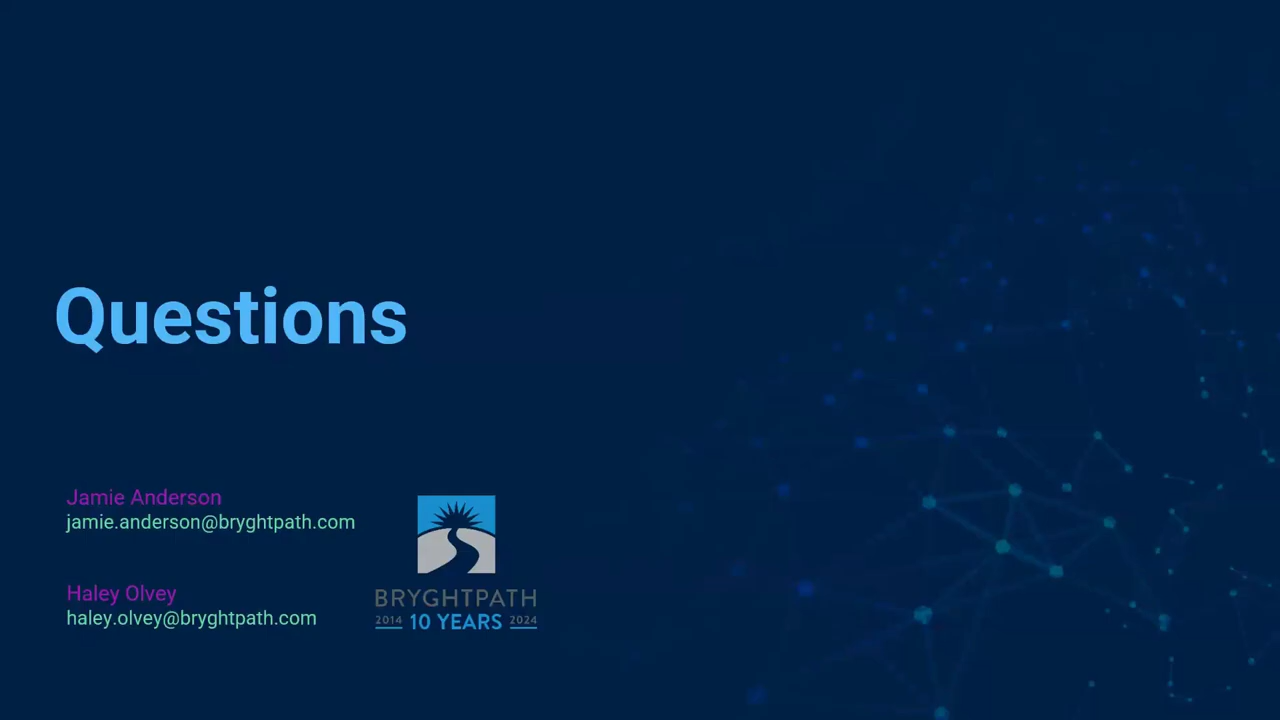 Questions
Jamie Anderson
jamie.anderson@bryghtpath.com
Haley Olvey
haley.olvey@bryghtpath.com
BRYGHTPATH
2014 10 YEARS 2024